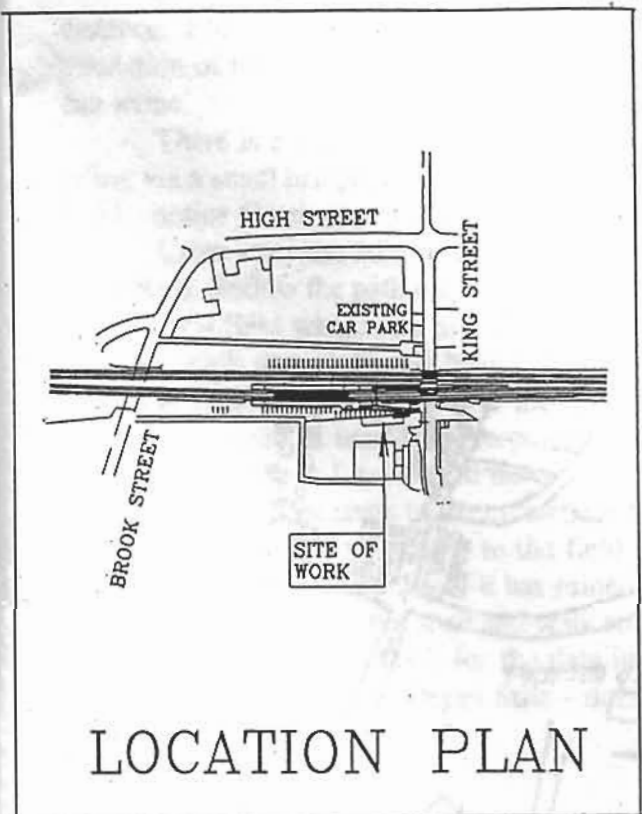 HIGH STREET
KING STREET
EXISTING
CAR PARK
BROOK STREET
SITE OF
WORK
LOCATION PLAN